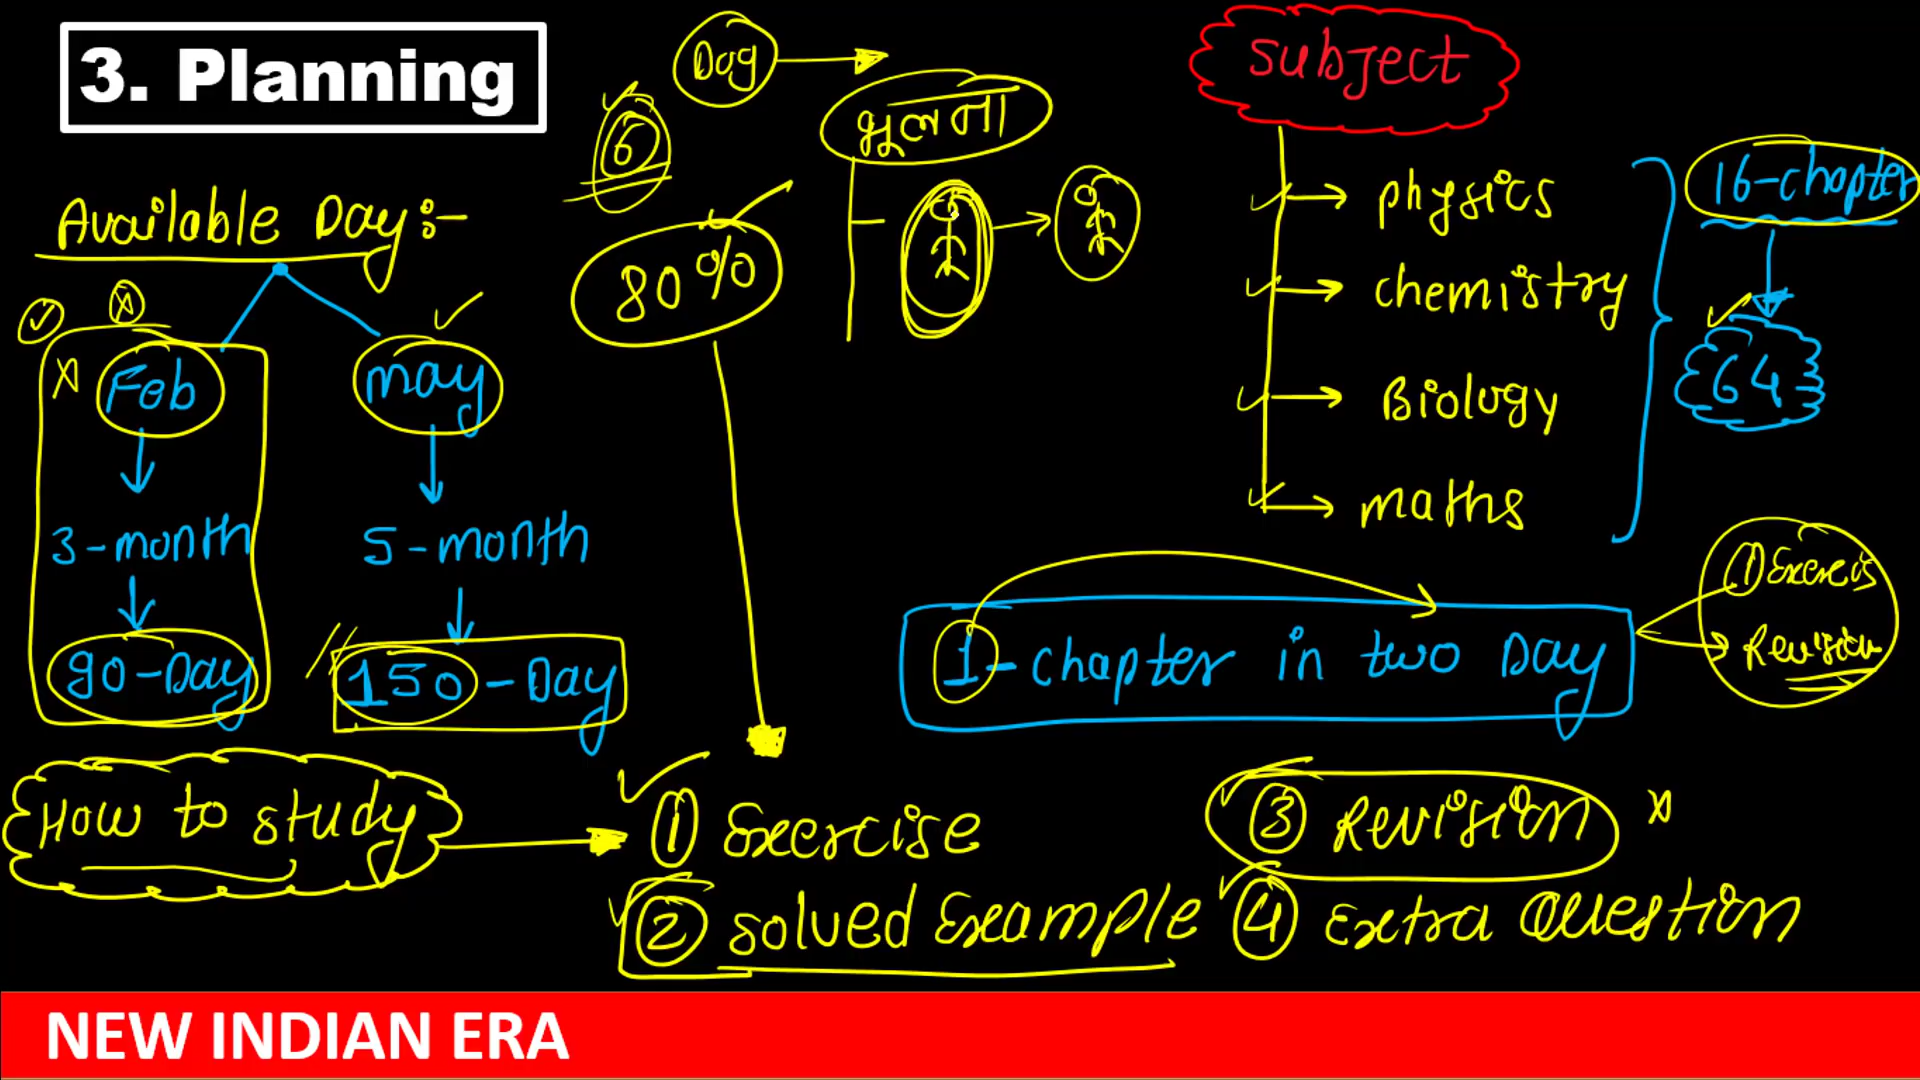 3. Planning
Dog
6
भूलना
80%
Available Day:-
Feb
may
3-month
5-month
90-Day
150-Day
Subject
physics
chemistry
Biology
maths
16-chapter
64
1-chapter in two Day
① Exercis
Revision
How to study
① Exercise
② Solved Example
③ Revision
④ Extra Question
NEW INDIAN ERA